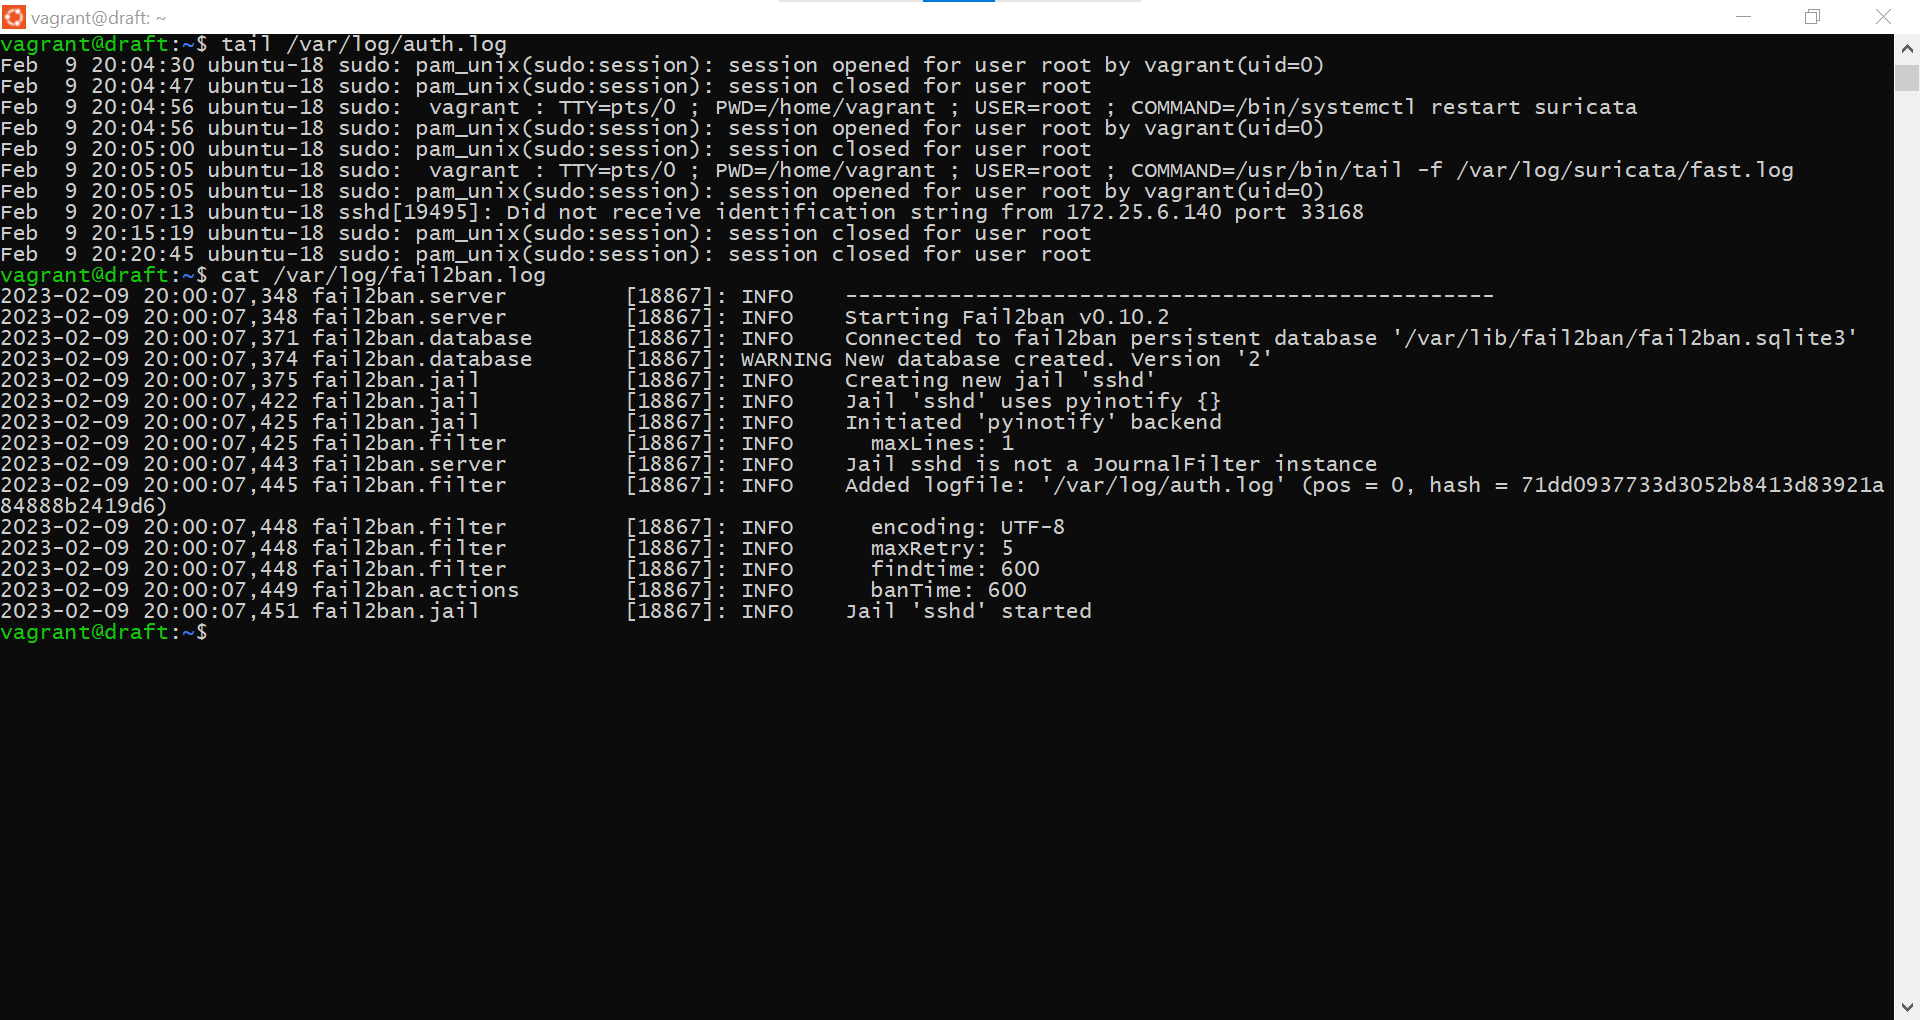 vagrant@draft: ~
vagrant@draft:~$ tail /var/log/auth.log
Feb  9 20:04:30 ubuntu-18 sudo: pam_unix(sudo:session): session opened for user root by vagrant(uid=0)
Feb  9 20:04:47 ubuntu-18 sudo: pam_unix(sudo:session): session closed for user root
Feb  9 20:04:56 ubuntu-18 sudo:  vagrant : TTY=pts/0 ; PWD=/home/vagrant ; USER=root ; COMMAND=/bin/systemctl restart suricata
Feb  9 20:04:56 ubuntu-18 sudo: pam_unix(sudo:session): session opened for user root by vagrant(uid=0)
Feb  9 20:05:00 ubuntu-18 sudo: pam_unix(sudo:session): session closed for user root
Feb  9 20:05:05 ubuntu-18 sudo:  vagrant : TTY=pts/0 ; PWD=/home/vagrant ; USER=root ; COMMAND=/usr/bin/tail -f /var/log/suricata/fast.log
Feb  9 20:05:05 ubuntu-18 sudo: pam_unix(sudo:session): session opened for user root by vagrant(uid=0)
Feb  9 20:07:13 ubuntu-18 sshd[19495]: Did not receive identification string from 172.25.6.140 port 33168
Feb  9 20:15:19 ubuntu-18 sudo: pam_unix(sudo:session): session closed for user root
Feb  9 20:20:45 ubuntu-18 sudo: pam_unix(sudo:session): session closed for user root
vagrant@draft:~$ cat /var/log/fail2ban.log
2023-02-09 20:00:07,348 fail2ban.server         [18867]: INFO    --------------------------------------------------
2023-02-09 20:00:07,348 fail2ban.server         [18867]: INFO    Starting Fail2ban v0.10.2
2023-02-09 20:00:07,371 fail2ban.database       [18867]: INFO    Connected to fail2ban persistent database '/var/lib/fail2ban/fail2ban.sqlite3'
2023-02-09 20:00:07,374 fail2ban.database       [18867]: WARNING New database created. Version '2'
2023-02-09 20:00:07,375 fail2ban.jail           [18867]: INFO    Creating new jail 'sshd'
2023-02-09 20:00:07,422 fail2ban.jail           [18867]: INFO    Jail 'sshd' uses pyinotify {}
2023-02-09 20:00:07,425 fail2ban.jail           [18867]: INFO    Initiated 'pyinotify' backend
2023-02-09 20:00:07,425 fail2ban.filter         [18867]: INFO      maxLines: 1
2023-02-09 20:00:07,443 fail2ban.server         [18867]: INFO    Jail sshd is not a JournalFilter instance
2023-02-09 20:00:07,445 fail2ban.filter         [18867]: INFO    Added logfile: '/var/log/auth.log' (pos = 0, hash = 71dd0937733d3052b8413d83921a
84888b2419d6)
2023-02-09 20:00:07,448 fail2ban.filter         [18867]: INFO      encoding: UTF-8
2023-02-09 20:00:07,448 fail2ban.filter         [18867]: INFO      maxRetry: 5
2023-02-09 20:00:07,448 fail2ban.filter         [18867]: INFO      findtime: 600
2023-02-09 20:00:07,449 fail2ban.actions        [18867]: INFO      banTime: 600
2023-02-09 20:00:07,451 fail2ban.jail           [18867]: INFO    Jail 'sshd' started
vagrant@draft:~$